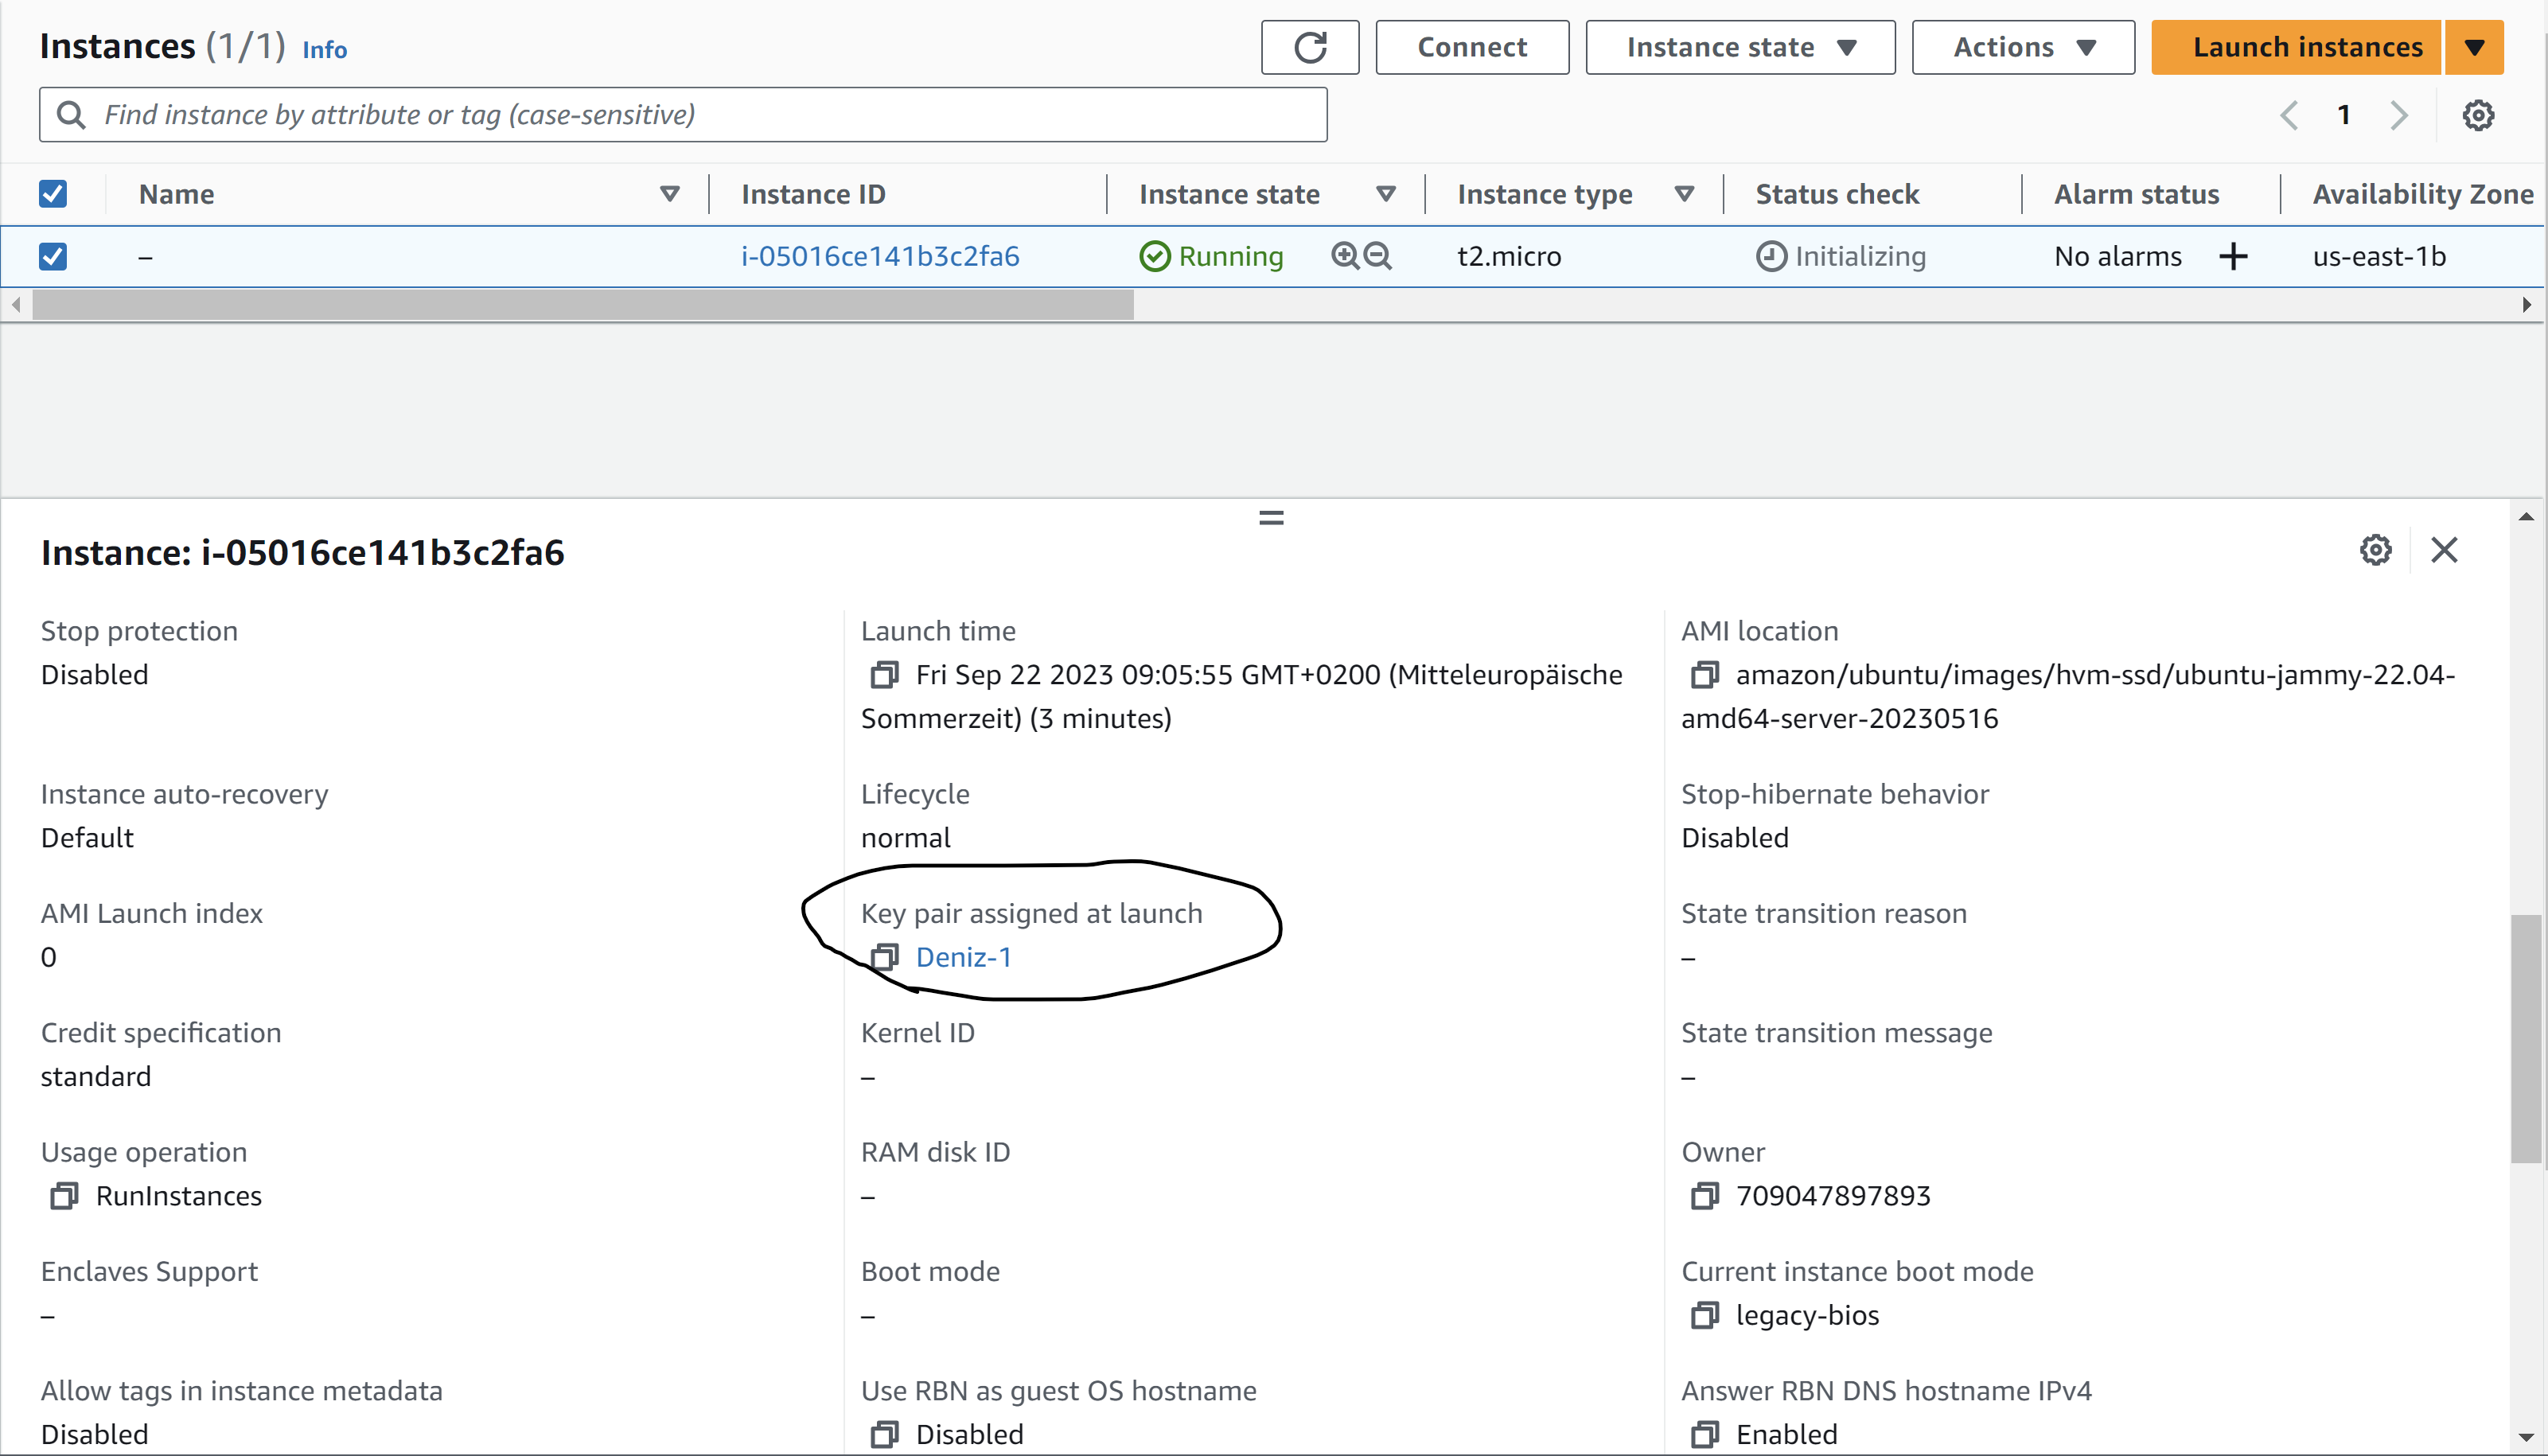 Instances (1/1) Info
Connect
Instance state
Actions
Launch instances
Find instance by attribute or tag (case-sensitive)
1
Name
Instance ID
Instance state
Instance type
Status check
Alarm status
Availability Zone
–
i-05016ce141b3c2fa6
Running
t2.micro
Initializing
No alarms
us-east-1b
Instance: i-05016ce141b3c2fa6
Stop protection
Disabled
Launch time
Fri Sep 22 2023 09:05:55 GMT+0200 (Mitteleuropäische
Sommerzeit) (3 minutes)
AMI location
amazon/ubuntu/images/hvm-ssd/ubuntu-jammy-22.04-
amd64-server-20230516
Instance auto-recovery
Default
Lifecycle
normal
Stop-hibernate behavior
Disabled
AMI Launch index
0
Key pair assigned at launch
Deniz-1
State transition reason
–
Credit specification
standard
Kernel ID
–
State transition message
–
Usage operation
RunInstances
RAM disk ID
–
Owner
709047897893
Enclaves Support
–
Boot mode
–
Current instance boot mode
legacy-bios
Allow tags in instance metadata
Disabled
Use RBN as guest OS hostname
Disabled
Answer RBN DNS hostname IPv4
Enabled